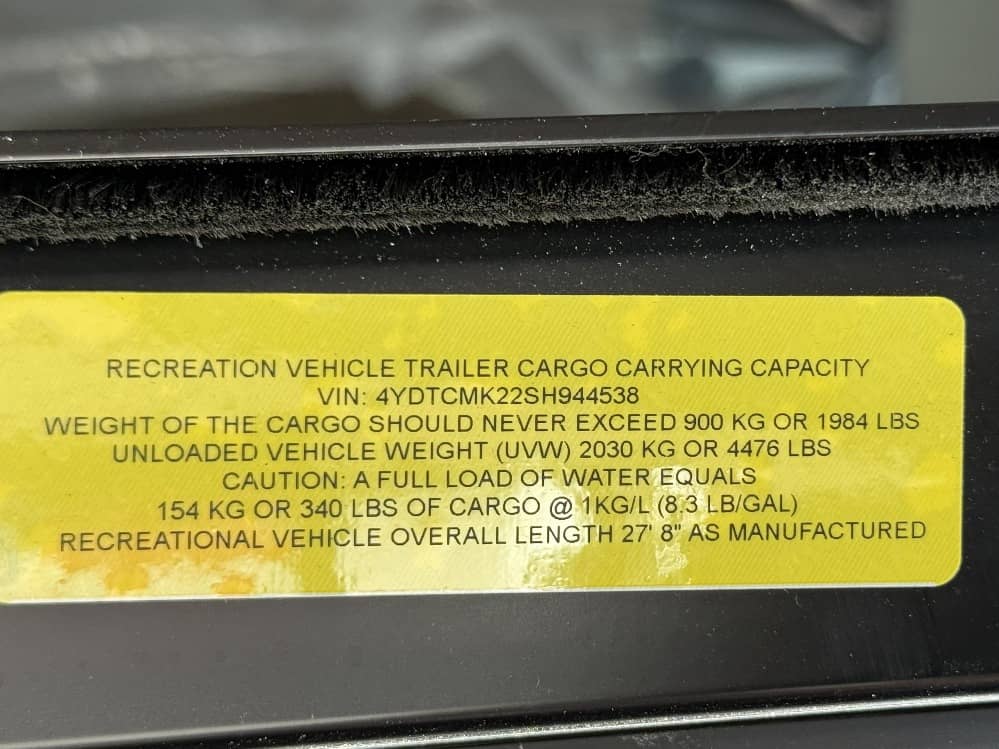 RECREATION VEHICLE TRAILER CARGO CARRYING CAPACITY
VIN: 4YDTCMK22SH944538
WEIGHT OF THE CARGO SHOULD NEVER EXCEED 900 KG OR 1984 LBS
UNLOADED VEHICLE WEIGHT (UVW) 2030 KG OR 4476 LBS
CAUTION: A FULL LOAD OF WATER EQUALS
154 KG OR 340 LBS OF CARGO @ 1KG/L (8.3 LB/GAL)
RECREATIONAL VEHICLE OVERALL LENGTH 27' 8" AS MANUFACTURED